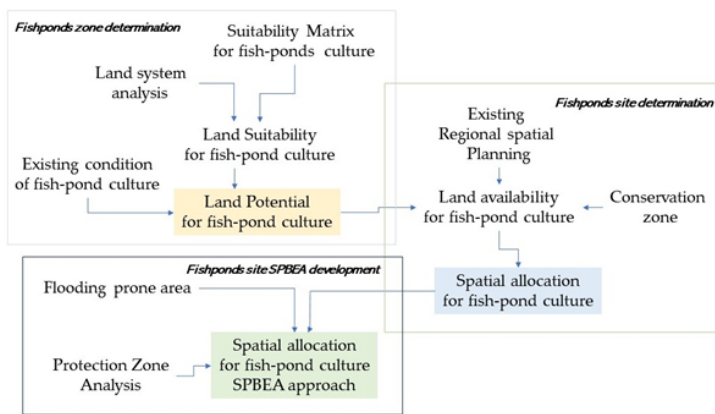 Fishponds zone determination
Suitability Matrix
for fish-ponds culture
Land system
analysis
Land Suitability
for fish-pond culture
Existing condition
of fish-pond culture
Land Potential
for fish-pond culture
Fishponds site determination
Existing
Regional spatial
Planning
Land availability
for fish-pond culture
Conservation
zone
Spatial allocation
for fish-pond culture
Fishponds site SPBEA development
Flooding prone area
Protection Zone
Analysis
Spatial allocation
for fish-pond culture
SPBEA approach